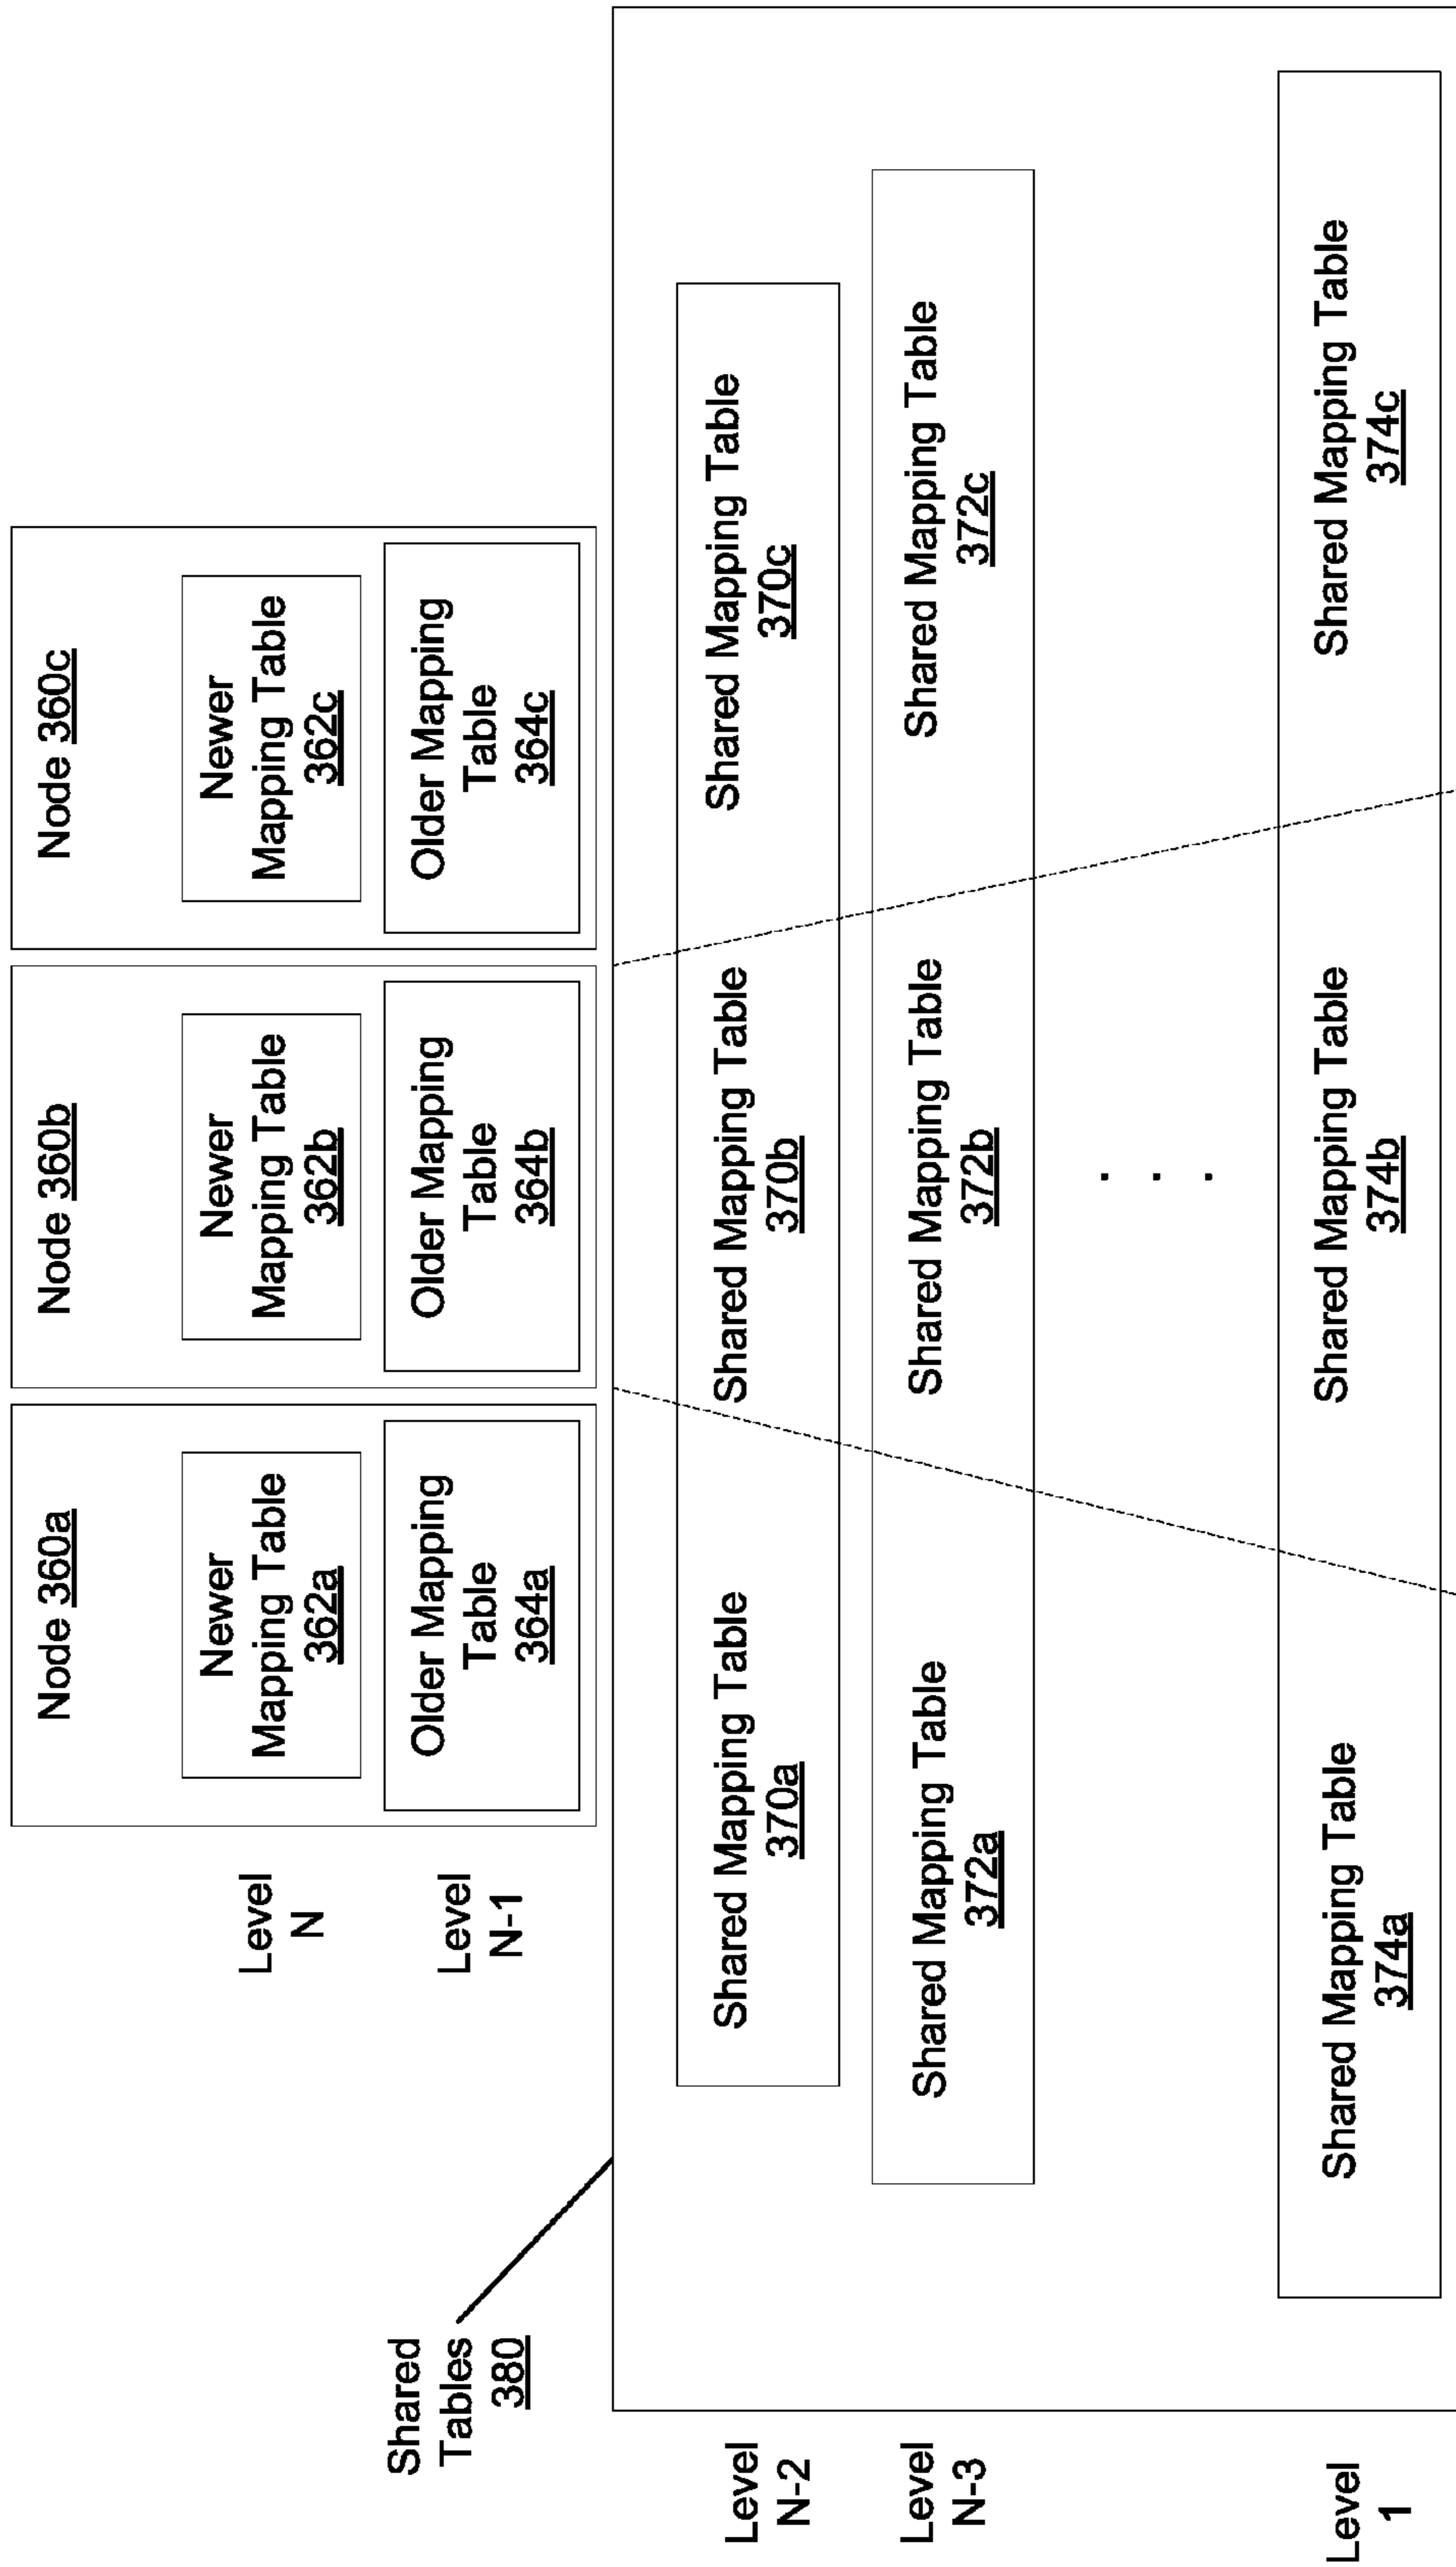 Node 360a
Node 360b
Node 360c
Level
N
Newer
Mapping Table
362a
Newer
Mapping Table
362b
Newer
Mapping Table
362c
Level
N-1
Older Mapping
Table
364a
Older Mapping
Table
364b
Older Mapping
Table
364c
Shared
Tables
380
Level
N-2
Shared Mapping Table
370a
Shared Mapping Table
370b
Shared Mapping Table
370c
Level
N-3
Shared Mapping Table
372a
Shared Mapping Table
372b
Shared Mapping Table
372c
. . .
Level
1
Shared Mapping Table
374a
Shared Mapping Table
374b
Shared Mapping Table
374c